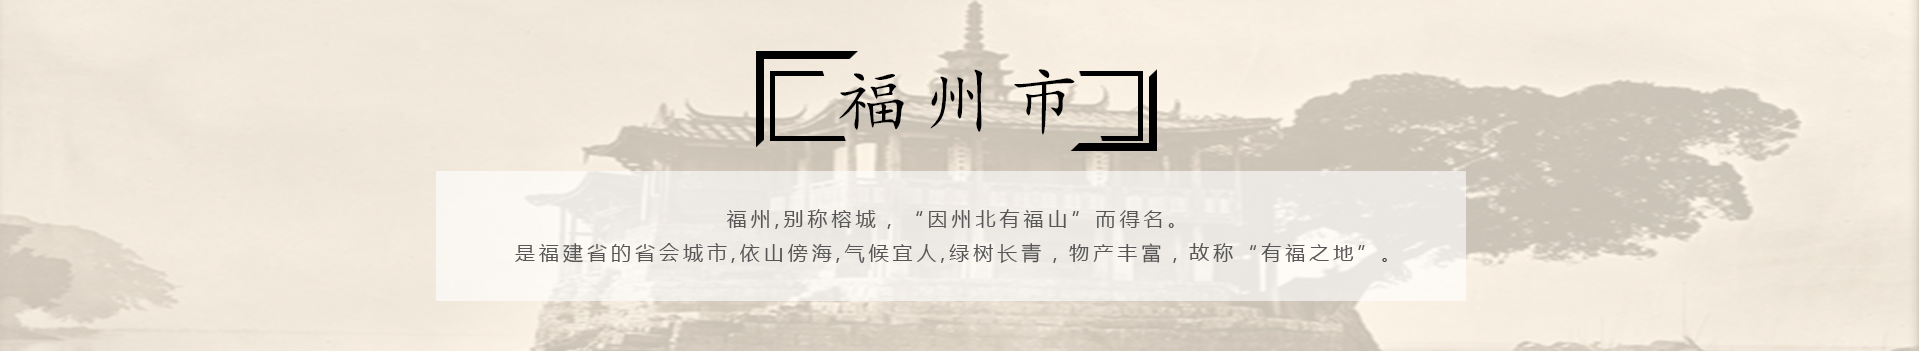 福州市
福州,别称榕城，“因州北有福山”而得名。
是福建省的省会城市,依山傍海,气候宜人,绿树长青，物产丰富，故称“有福之地”。